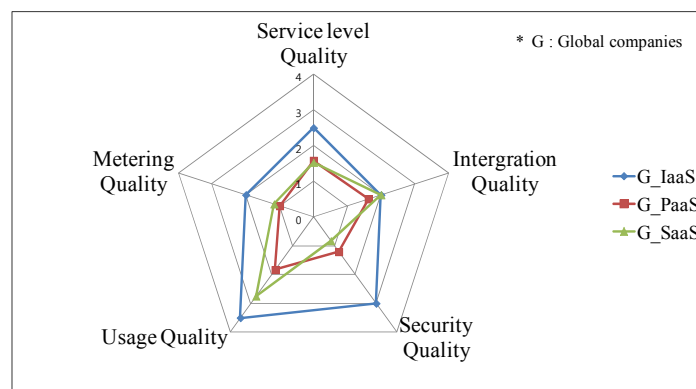 Service level
Quality
* G : Global companies
4
3
2
1
0
Metering
Quality
Intergration Quality
G_IaaS
G_PaaS
G_SaaS
Usage Quality
Security
Quality